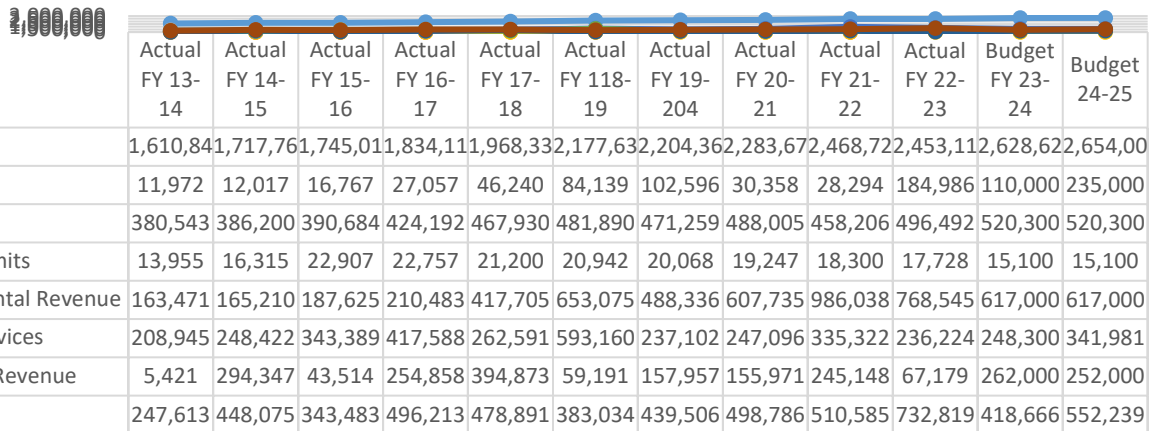 Actual FY 13-14 Actual FY 14-15 Actual FY 15-16 Actual FY 16-17 Actual FY 17-18 Actual FY 118-19 Actual FY 19-204 Actual FY 20-21 Actual FY 21-22 Actual FY 22-23 Budget FY 23-24 Budget 24-25
1,610,84 1,717,76 1,745,01 1,834,11 1,968,33 2,177,63 2,204,36 2,283,67 2,468,72 2,453,11 2,628,62 2,654,00
11,972 12,017 16,767 27,057 46,240 84,139 102,596 30,358 28,294 184,986 110,000 235,000
380,543 386,200 390,684 424,192 467,930 481,890 471,259 488,005 458,206 496,492 520,300 520,300
nits 13,955 16,315 22,907 22,757 21,200 20,942 20,068 19,247 18,300 17,728 15,100 15,100
ntal Revenue 163,471 165,210 187,625 210,483 417,705 653,075 488,336 607,735 986,038 768,545 617,000 617,000
vices 208,945 248,422 343,389 417,588 262,591 593,160 237,102 247,096 335,322 236,224 248,300 341,981
Revenue 5,421 294,347 43,514 254,858 394,873 59,191 157,957 155,971 245,148 67,179 262,000 252,000
247,613 448,075 343,483 496,213 478,891 383,034 439,506 498,786 510,585 732,819 418,666 552,239